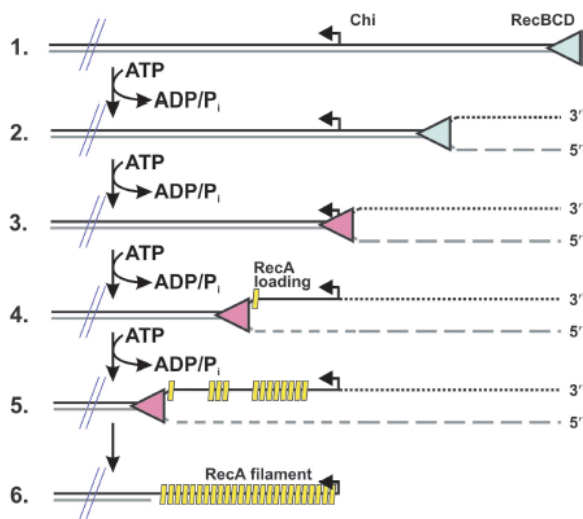 Chi RecBCD
1.
ATP
ADP/Pi
2. 3'
5'
ATP
ADP/Pi
3. 3'
5'
ATP
ADP/Pi
RecA
loading
4. 3'
5'
ATP
ADP/Pi
5. 3'
5'
RecA filament
6.